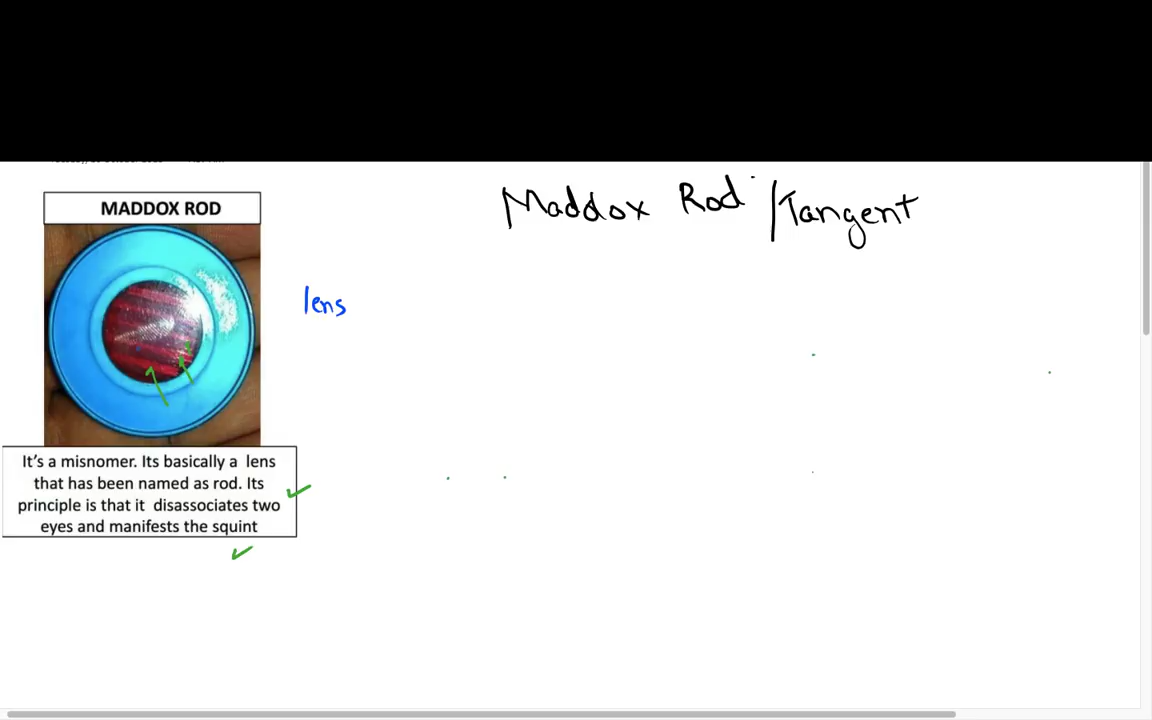 MADDOX ROD
Maddox Rod /Tangent
lens
It's a misnomer. Its basically a lens
that has been named as rod. Its
principle is that it disassociates two
eyes and manifests the squint